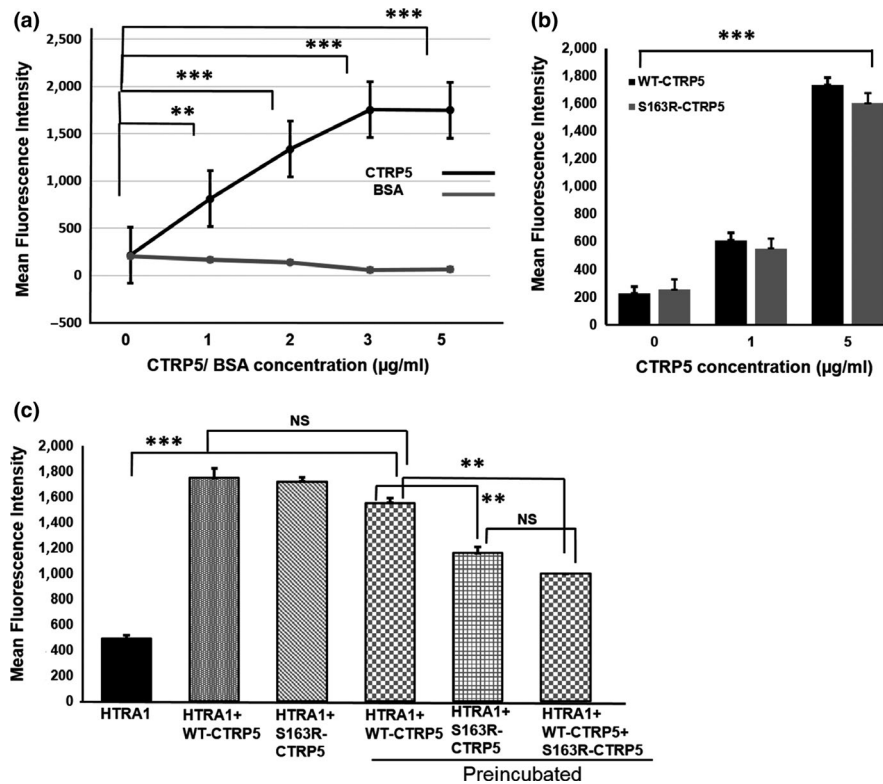 (a)
***
***
***
**
2,500
2,000
1,500
1,000
500
0
–500
Mean Fluorescence Intensity
CTRP5
BSA
0 1 2 3 5
CTRP5/ BSA concentration (µg/ml)
(b)
***
2,000
1,800
1,600
1,400
1,200
1,000
800
600
400
200
0
Mean Fluorescence Intensity
WT-CTRP5
S163R-CTRP5
0 1 5
CTRP5 concentration (µg/ml)
(c)
NS
***
**
**
NS
2,000
1,800
1,600
1,400
1,200
1,000
800
600
400
200
0
Mean Fluorescence Intensity
HTRA1
HTRA1+
WT-CTRP5
HTRA1+
S163R-
CTRP5
HTRA1+
WT-CTRP5
HTRA1+
S163R-
CTRP5
HTRA1+
WT-CTRP5+
S163R-CTRP5
Preincubated